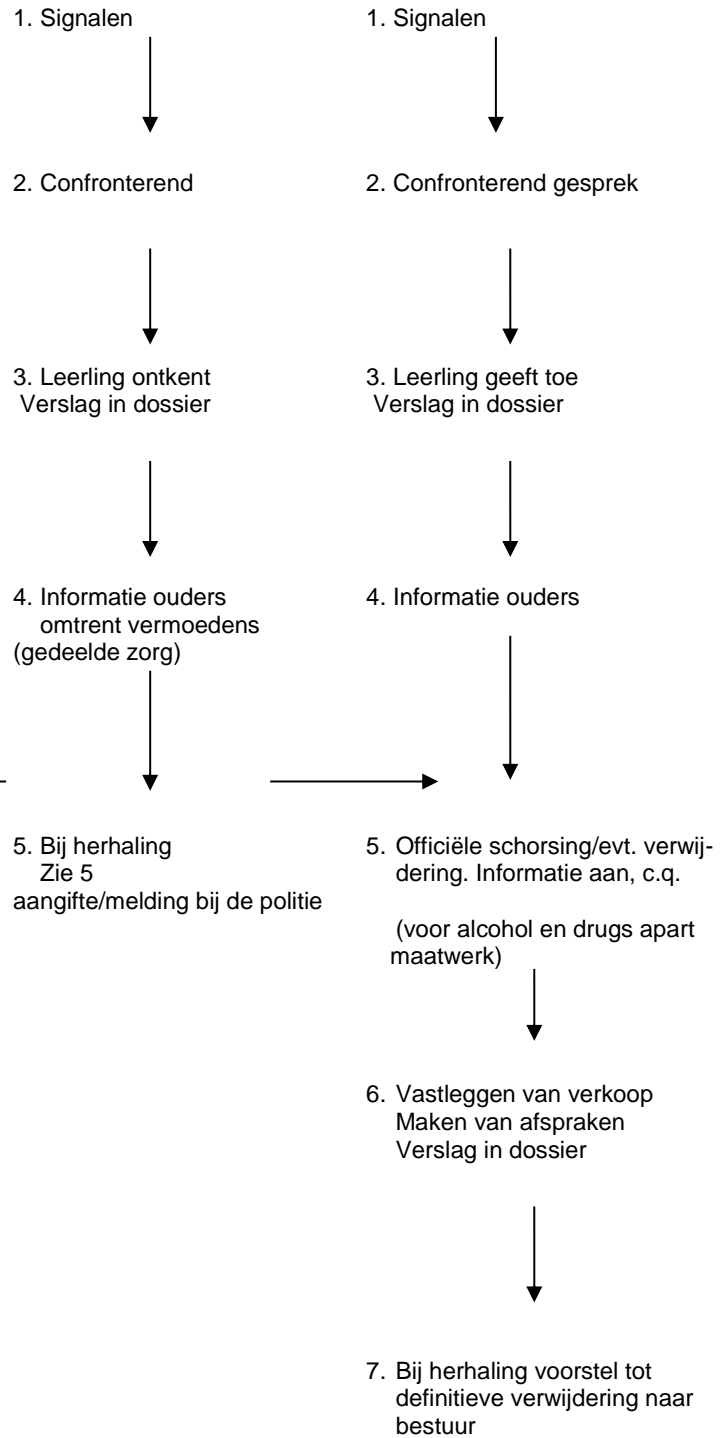 1. Signalen
2. Confronterend
3. Leerling ontkent
Verslag in dossier
4. Informatie ouders
omtrent vermoedens
(gedeelde zorg)
5. Bij herhaling
Zie 5
aangifte/melding bij de politie
1. Signalen
2. Confronterend gesprek
3. Leerling geeft toe
Verslag in dossier
4. Informatie ouders
5. Officiële schorsing/evt. verwij-
dering. Informatie aan, c.q.
(voor alcohol en drugs apart
maatwerk)
6. Vastleggen van verkoop
Maken van afspraken
Verslag in dossier
7. Bij herhaling voorstel tot
definitieve verwijdering naar
bestuur